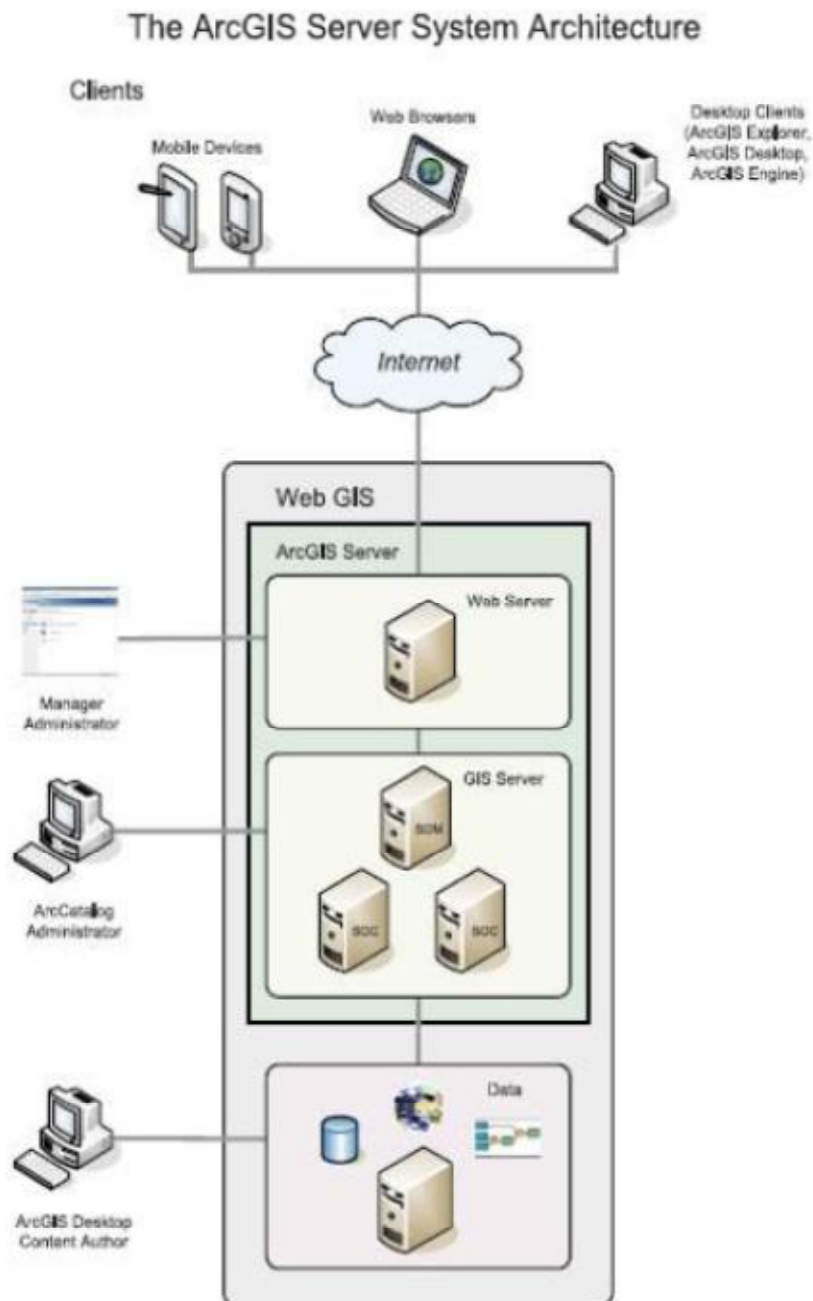 The ArcGIS Server System Architecture
Clients
Mobile Devices
Web Browsers
Desktop Clients
(ArcGIS Explorer,
ArcGIS Desktop,
ArcGIS Engine)
Internet
Web GIS
ArcGIS Server
Web Server
Manager
Administrator
GIS Server
SOM
SOC
SOC
ArcCatalog
Administrator
Data
ArcGIS Desktop
Content Author